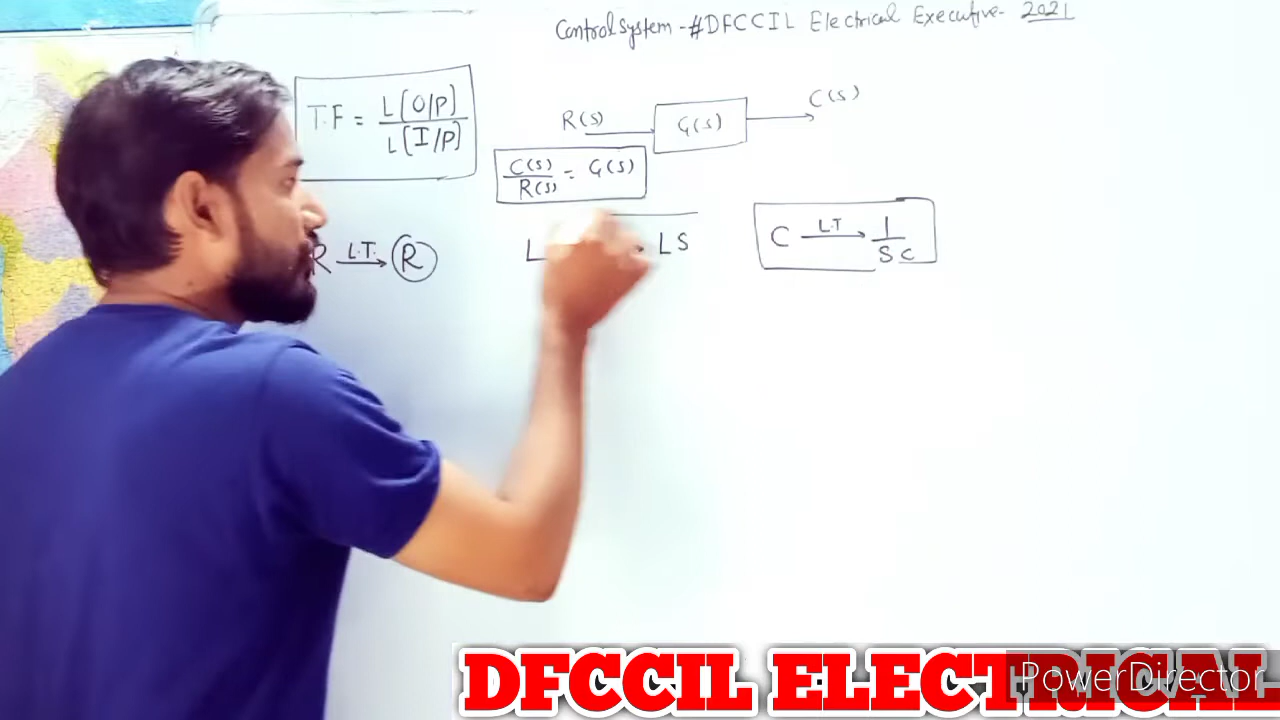 Control System - #DFCCIL Electrical Executive - 2021
T.F = L[O/P]
L[I/P]
R(S) G(S) C(S)
C(S) = G(S)
R(S)
R L.T. → R
L LS
C L.T → 1
SC
DFCCIL ELECTRICAL
PowerDirector